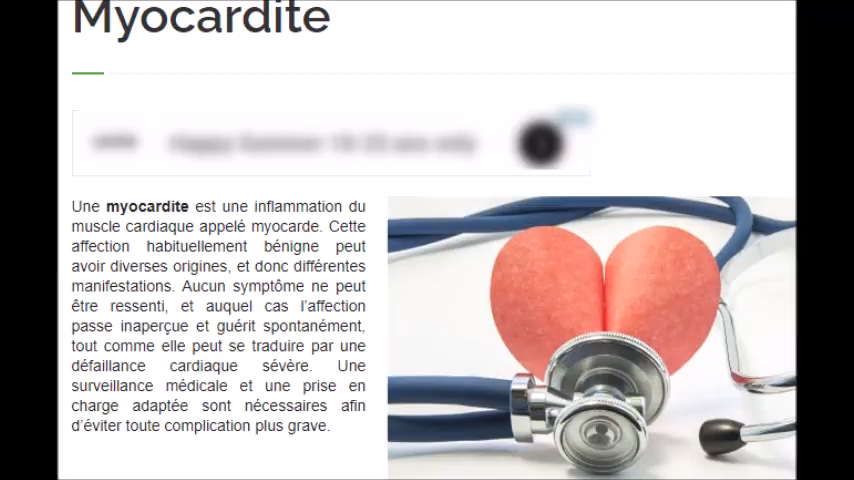 Myocardite
Une myocardite est une inflammation du
muscle cardiaque appelé myocarde. Cette
affection habituellement bénigne peut
avoir diverses origines, et donc différentes
manifestations. Aucun symptôme ne peut
être ressenti, et auquel cas l’affection
passe inaperçue et guérit spontanément,
tout comme elle peut se traduire par une
défaillance cardiaque sévère. Une
surveillance médicale et une prise en
charge adaptée sont nécessaires afin
d’éviter toute complication plus grave.